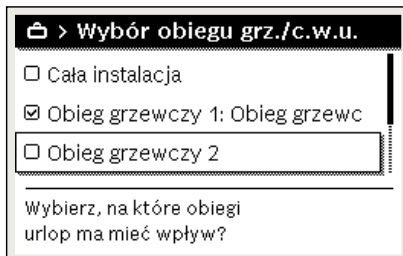 > Wybór obiegu grz./c.w.u.
Cała instalacja
Obieg grzewczy 1: Obieg grzewc
Obieg grzewczy 2
Wybierz, na które obiegi
urlop ma mieć wpływ?